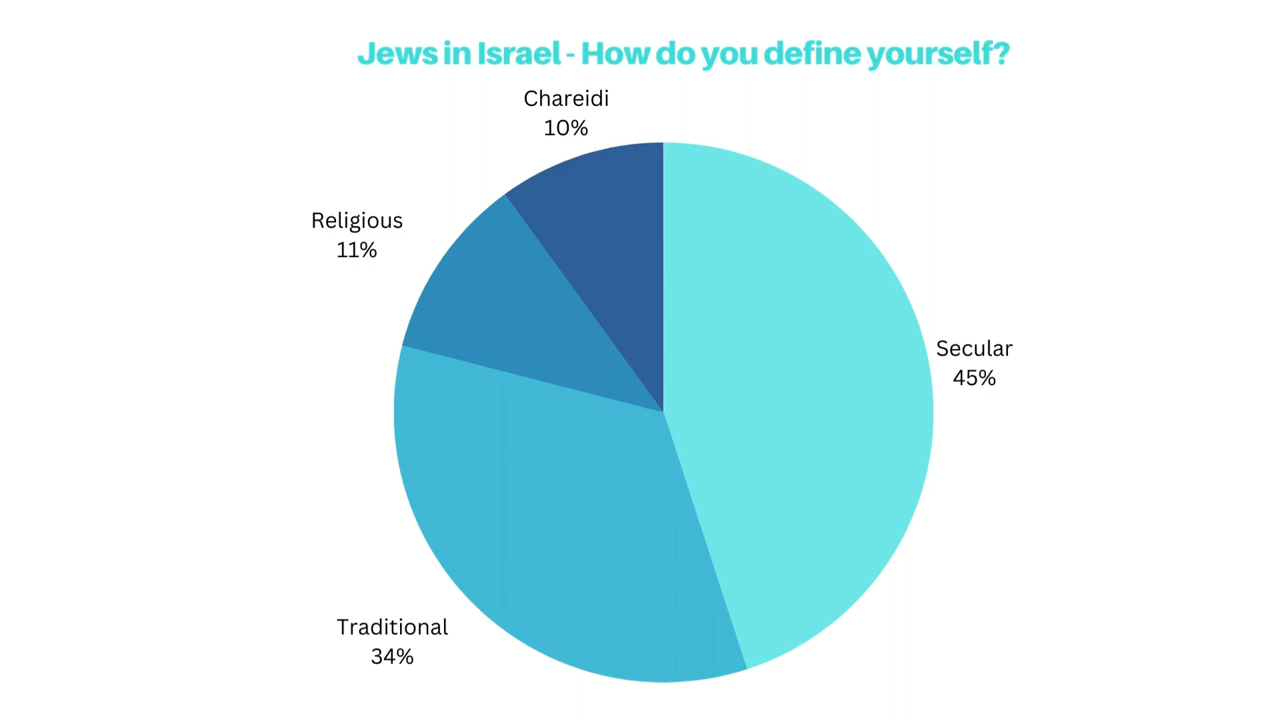 Jews in Israel - How do you define yourself?
Chareidi
10%
Religious
11%
Secular
45%
Traditional
34%